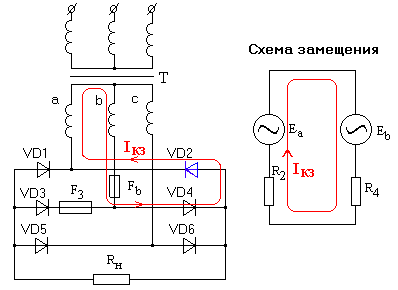 Схема замещения
T
a b c
Iкз
Ea
Eb
VD1
VD2
R2
Iкз
R4
VD3
F3
Fb
VD4
VD5
VD6
Rн